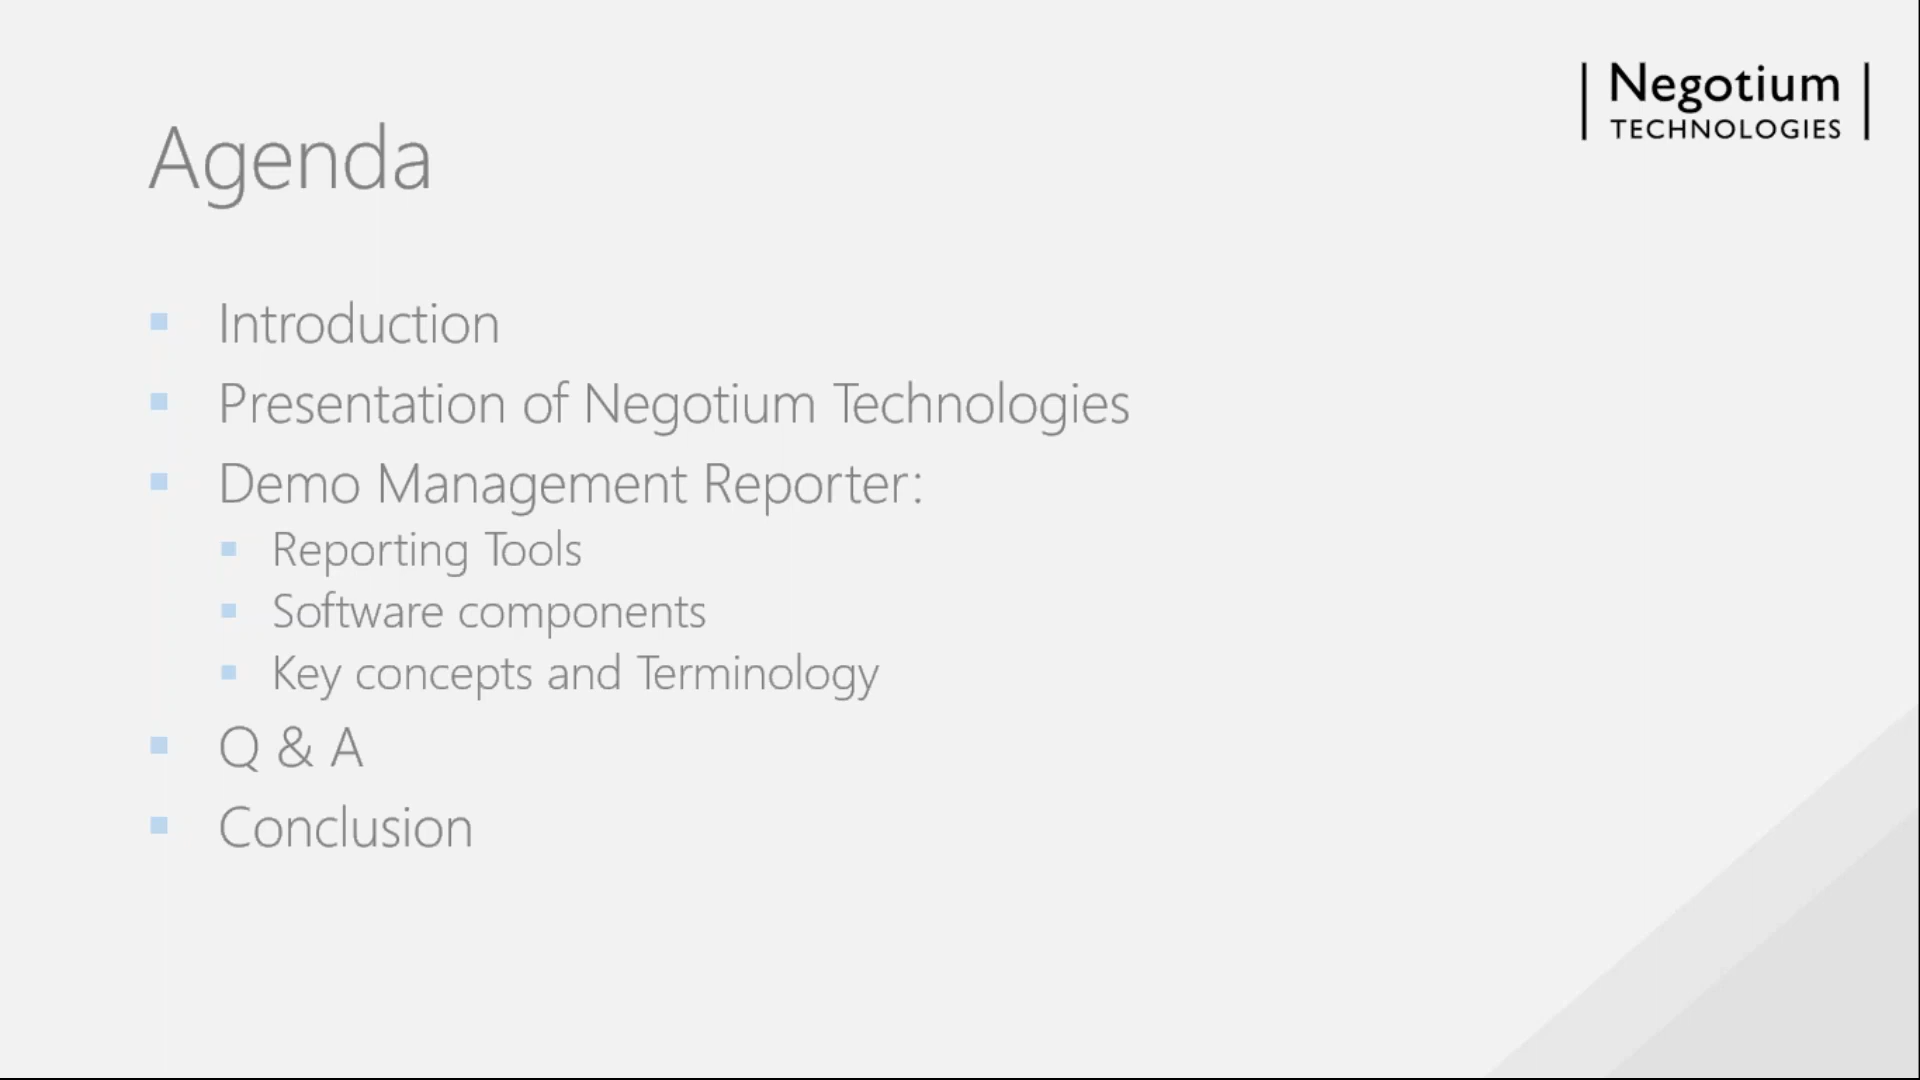 Negotium
TECHNOLOGIES
Agenda
Introduction
Presentation of Negotium Technologies
Demo Management Reporter:
Reporting Tools
Software components
Key concepts and Terminology
Q & A
Conclusion